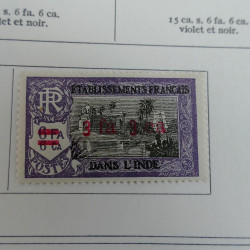 s. 6 fa. 6 ca.
et noir.
15 ca. s. 6 fa. 6 ca.
violet et noir.
ETABLISSEMENTS FRANÇAIS
RF
6 FA
6 CA
POSTES
DANS L'INDE